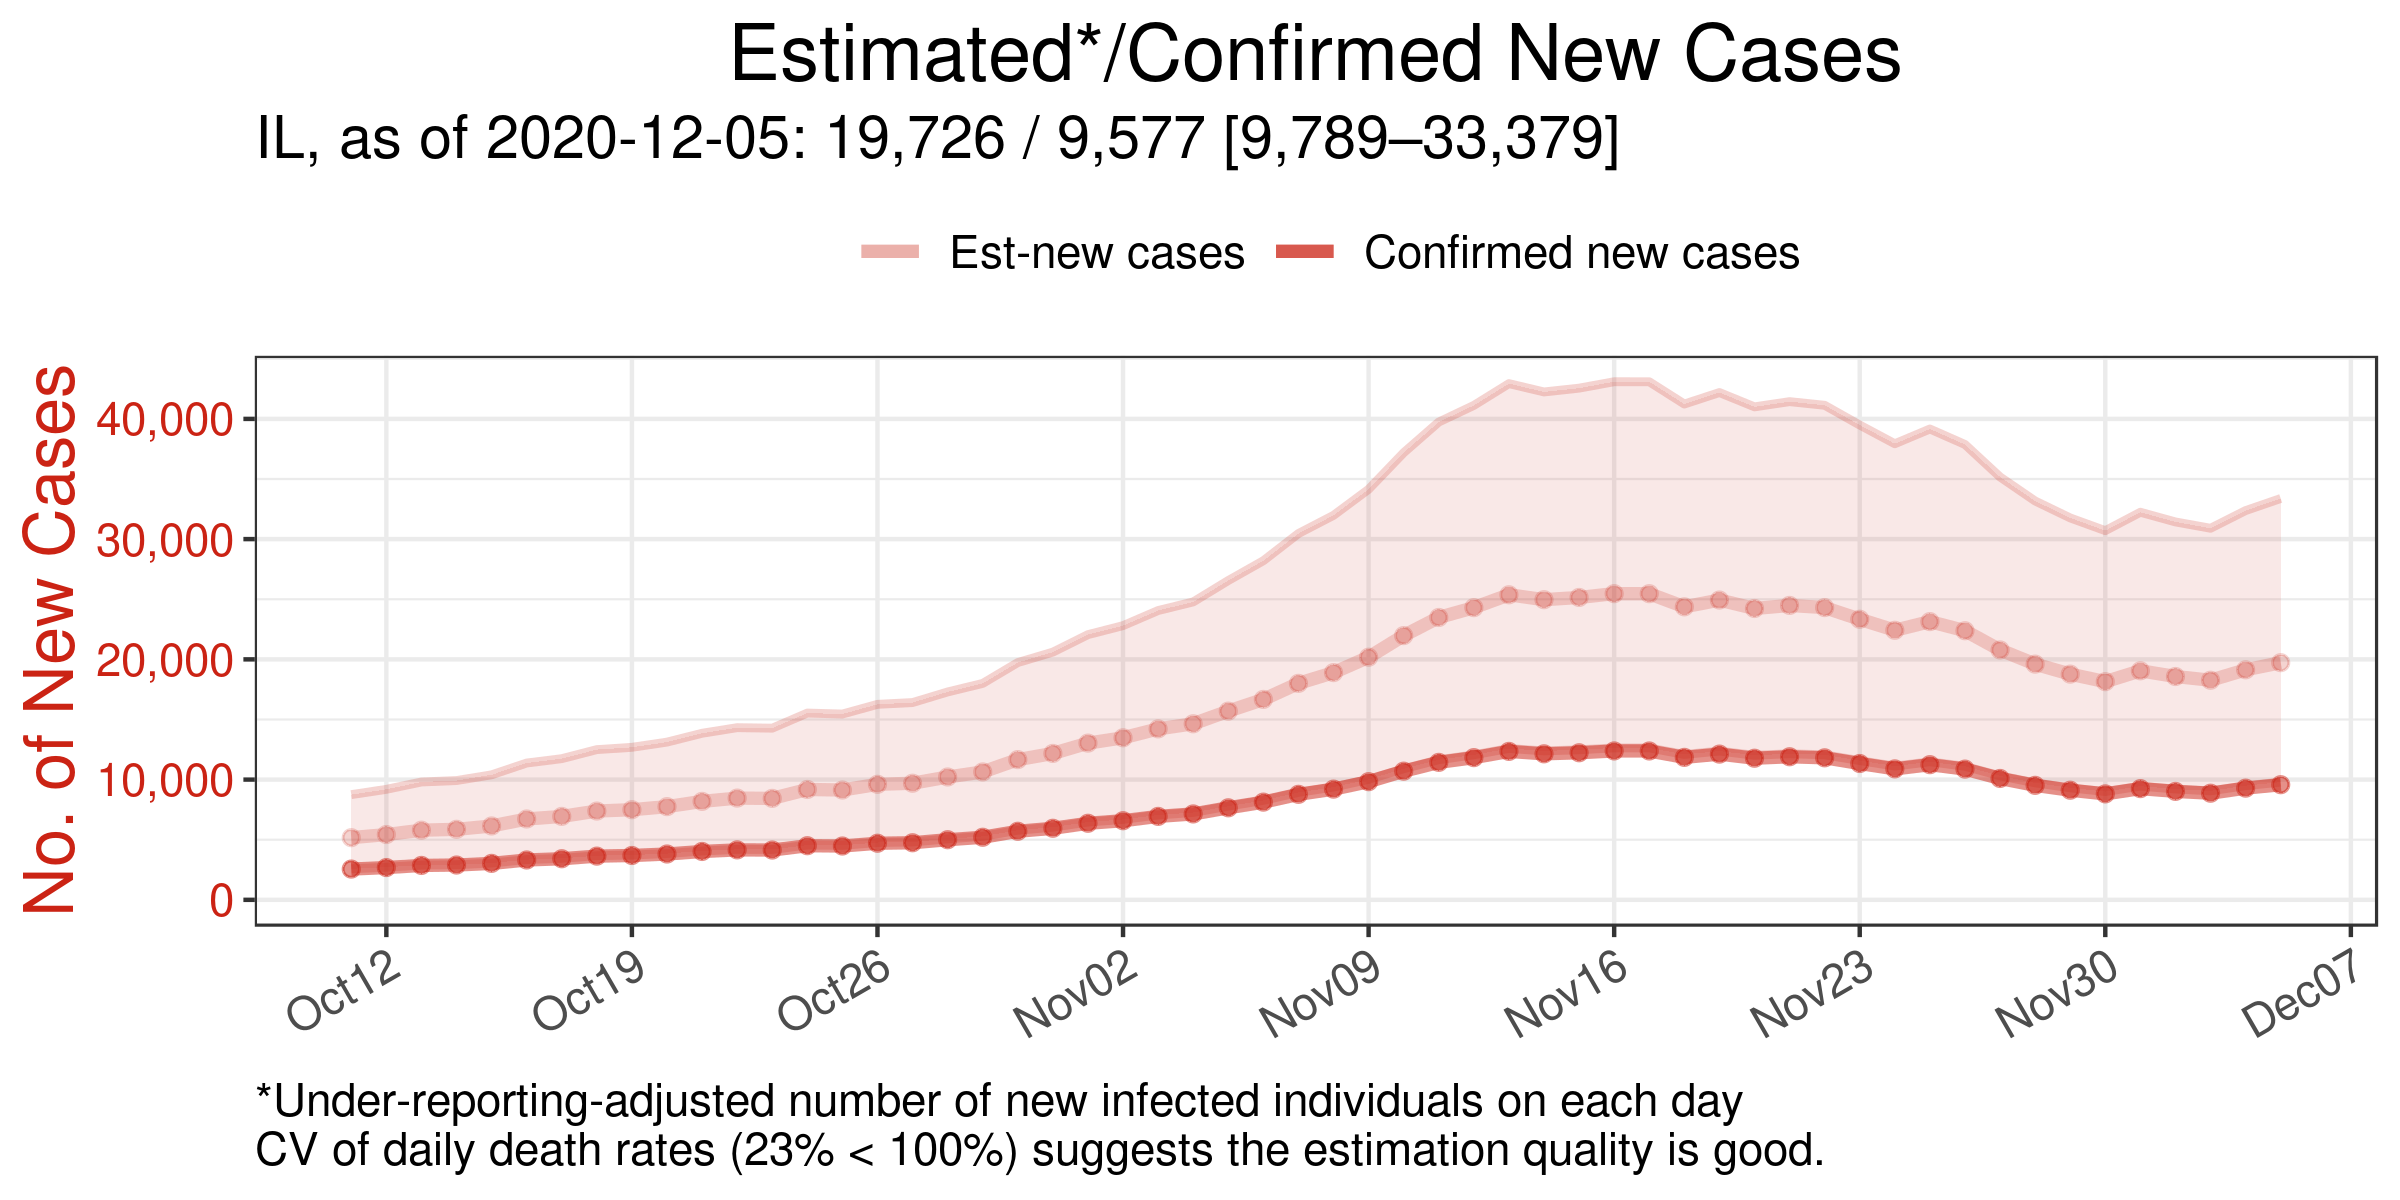 Estimated*/Confirmed New Cases
IL, as of 2020-12-05: 19,726 / 9,577 [9,789–33,379]
Est-new cases
Confirmed new cases
No. of New Cases
40,000
30,000
20,000
10,000
0
Oct12
Oct19
Oct26
Nov02
Nov09
Nov16
Nov23
Nov30
Dec07
*Under-reporting-adjusted number of new infected individuals on each day
CV of daily death rates (23% < 100%) suggests the estimation quality is good.